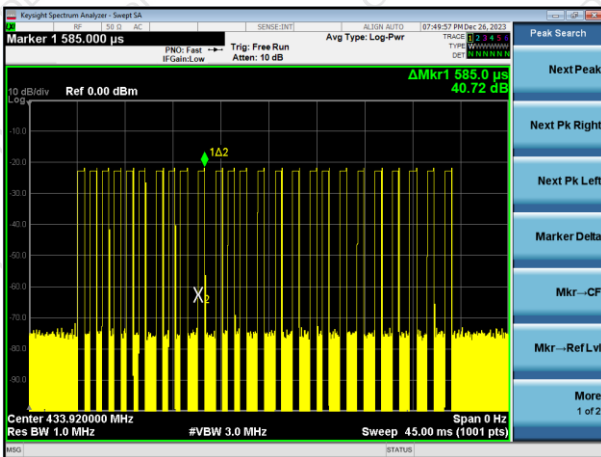 Keysight Spectrum Analyzer - Swept SA
RF 50 Ω AC SENSE:INT ALIGN AUTO 07:49:57 PM Dec 26, 2023
Marker 1 585.000 μs
PNO: Fast
IFGain:Low
Trig: Free Run
Atten: 10 dB
Avg Type: Log-Pwr
TRACE 1 2 3 4 5 6
TYPE WWWWWW
DET N N N N N N
ΔMkr1 585.0 μs
40.72 dB
10 dB/div Ref 0.00 dBm
Log
-10.0
-20.0
-30.0
-40.0
-50.0
-60.0
-70.0
-80.0
-90.0
1Δ2
X2
Center 433.920000 MHz Span 0 Hz
Res BW 1.0 MHz #VBW 3.0 MHz Sweep 45.00 ms (1001 pts)
MSG STATUS
Peak Search
Next Peak
Next Pk Right
Next Pk Left
Marker Delta
Mkr→CF
Mkr→Ref Lvl
More
1 of 2